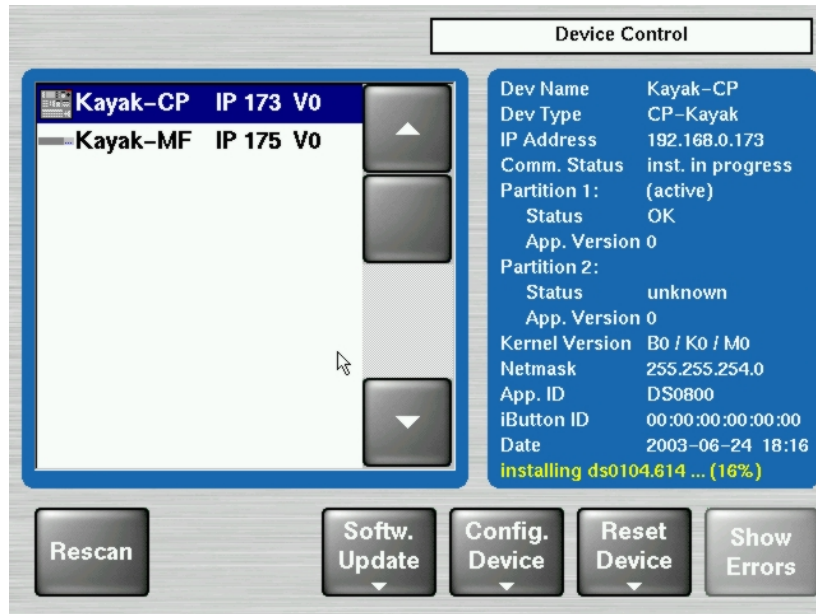 Device Control
Kayak-CP IP 173 V0
Kayak-MF IP 175 V0
Dev Name Kayak-CP
Dev Type CP-Kayak
IP Address 192.168.0.173
Comm. Status inst. in progress
Partition 1: (active)
Status OK
App. Version 0
Partition 2:
Status unknown
App. Version 0
Kernel Version B0 / K0 / M0
Netmask 255.255.254.0
App. ID DS0800
iButton ID 00:00:00:00:00:00
Date 2003-06-24 18:16
installing ds0104.614 ... (16%)
Rescan
Softw. Update
Config. Device
Reset Device
Show Errors